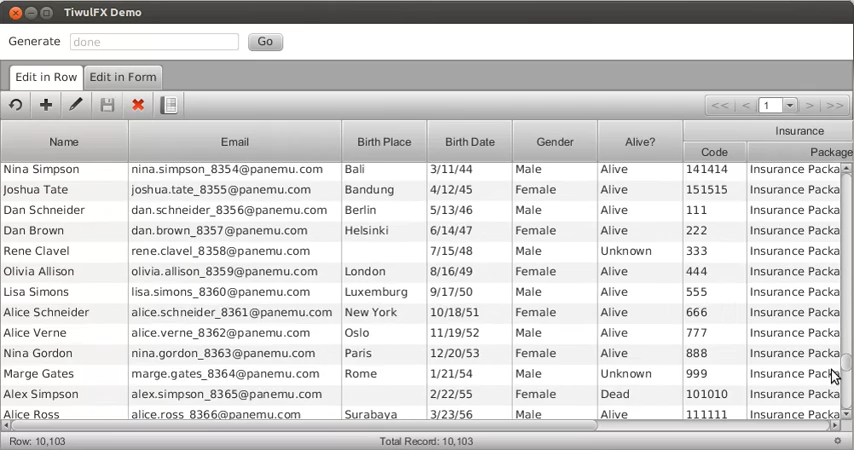 TiwulFX Demo
Generate done Go
Edit in Row Edit in Form
<< < 1 > >>
Name Email Birth Place Birth Date Gender Alive? Insurance
Code Package
Nina Simpson nina.simpson_8354@panemu.com Bali 3/11/44 Male Alive 141414 Insurance Packa
Joshua Tate joshua.tate_8355@panemu.com Bandung 4/12/45 Female Alive 151515 Insurance Packa
Dan Schneider dan.schneider_8356@panemu.com Berlin 5/13/46 Male Alive 111 Insurance Packa
Dan Brown dan.brown_8357@panemu.com Helsinki 6/14/47 Female Alive 222 Insurance Packa
Rene Clavel rene.clavel_8358@panemu.com 7/15/48 Male Unknown 333 Insurance Packa
Olivia Allison olivia.allison_8359@panemu.com London 8/16/49 Female Alive 444 Insurance Packa
Lisa Simons lisa.simons_8360@panemu.com Luxemburg 9/17/50 Male Alive 555 Insurance Packa
Alice Schneider alice.schneider_8361@panemu.com New York 10/18/51 Female Alive 666 Insurance Packa
Alice Verne alice.verne_8362@panemu.com Oslo 11/19/52 Male Alive 777 Insurance Packa
Nina Gordon nina.gordon_8363@panemu.com Paris 12/20/53 Female Alive 888 Insurance Packa
Marge Gates marge.gates_8364@panemu.com Rome 1/21/54 Male Unknown 999 Insurance Packa
Alex Simpson alex.simpson_8365@panemu.com 2/22/55 Female Dead 101010 Insurance Packa
Alice Ross alice.ross_8366@panemu.com Surabaya 3/23/56 Male Alive 111111 Insurance Packa
Row: 10,103 Total Record: 10,103